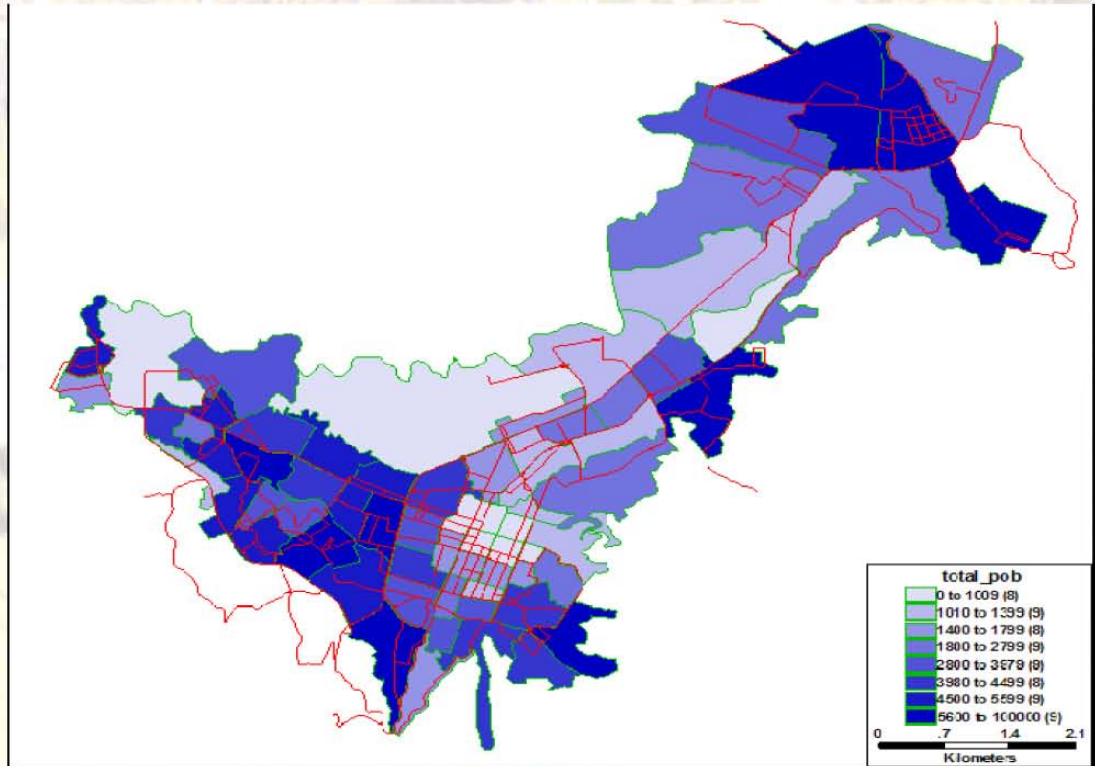 total_pob
0 to 1009 (8)
1010 to 1399 (9)
1400 to 1799 (8)
1800 to 2799 (9)
2800 to 3979 (9)
3980 to 4499 (8)
4500 to 5599 (9)
5600 to 100000 (9)
0 .7 1.4 2.1
Kilometers